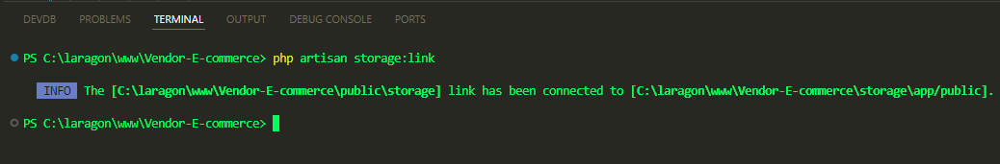 DEVDB PROBLEMS TERMINAL OUTPUT DEBUG CONSOLE PORTS
PS C:\laragon\www\Vendor-E-commerce> php artisan storage:link
INFO The [C:\laragon\www\Vendor-E-commerce\public\storage] link has been connected to [C:\laragon\www\Vendor-E-commerce\storage\app/public].
PS C:\laragon\www\Vendor-E-commerce>